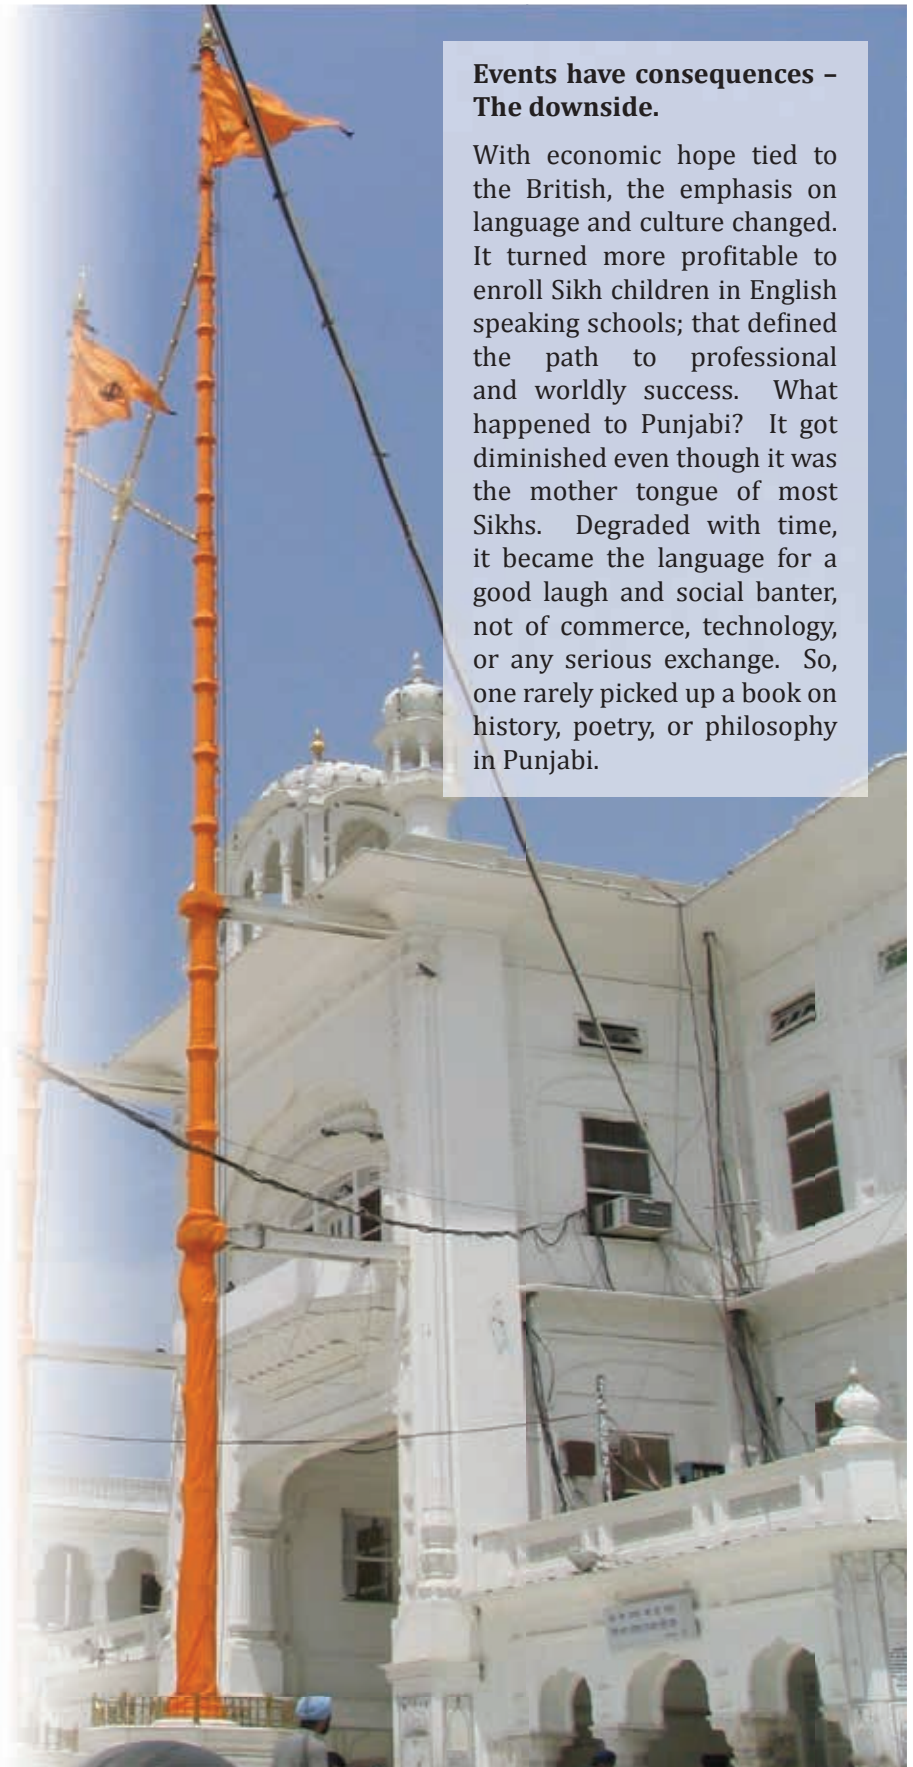 Events have consequences –
The downside.
With economic hope tied to
the British, the emphasis on
language and culture changed.
It turned more profitable to
enroll Sikh children in English
speaking schools; that defined
the path to professional
and worldly success. What
happened to Punjabi? It got
diminished even though it was
the mother tongue of most
Sikhs. Degraded with time,
it became the language for a
good laugh and social banter,
not of commerce, technology,
or any serious exchange. So,
one rarely picked up a book on
history, poetry, or philosophy
in Punjabi.